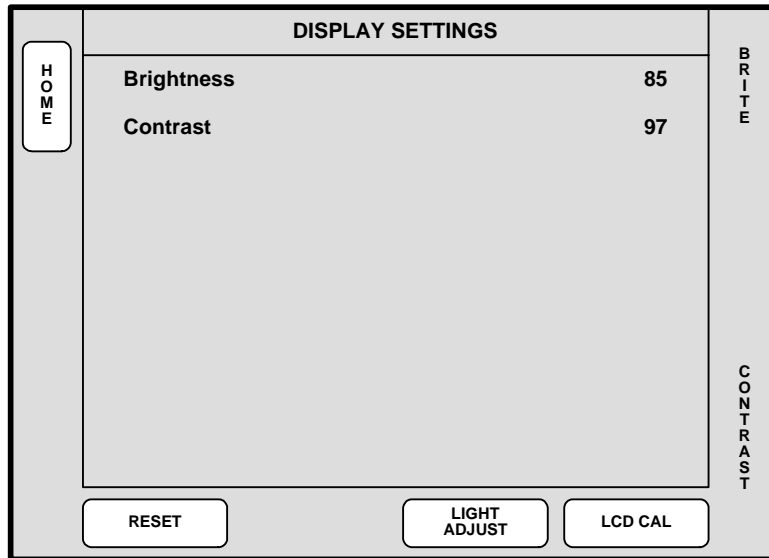 DISPLAY SETTINGS
HOME
Brightness 85
Contrast 97
BRITE
CONTRAST
RESET
LIGHT
ADJUST
LCD CAL